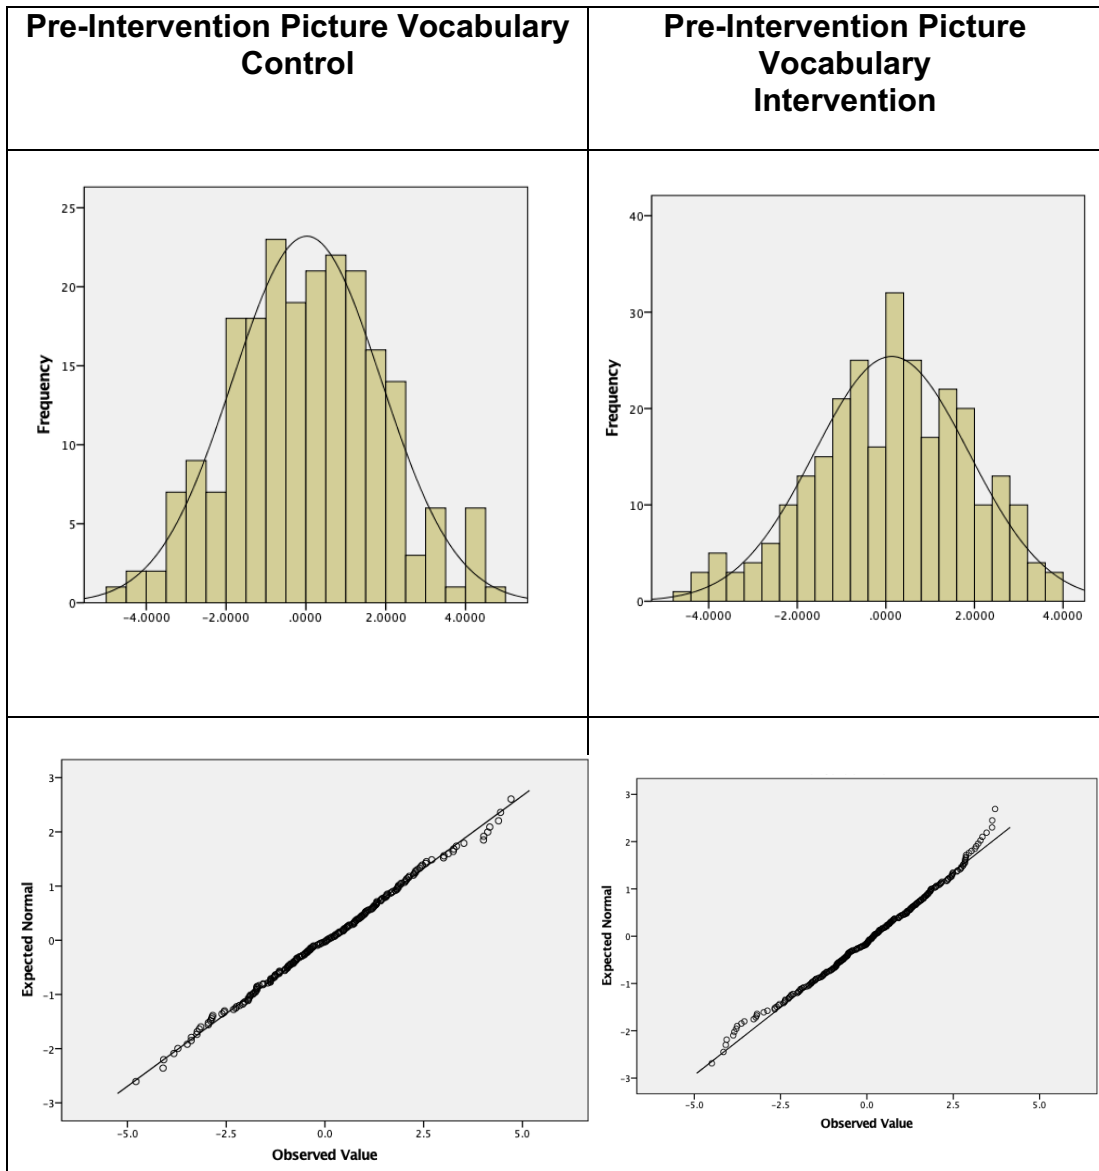 Pre-Intervention Picture Vocabulary
Control
Pre-Intervention Picture
Vocabulary
Intervention
25
20
15
10
5
0
Frequency
-4.0000 -2.0000 .0000 2.0000 4.0000
40
30
20
10
0
Frequency
-4.0000 -2.0000 .0000 2.0000 4.0000
3
2
1
0
-1
-2
-3
Expected Normal
-5.0 -2.5 0.0 2.5 5.0
Observed Value
3
2
1
0
-1
-2
-3
Expected Normal
-5.0 -2.5 0.0 2.5 5.0
Observed Value